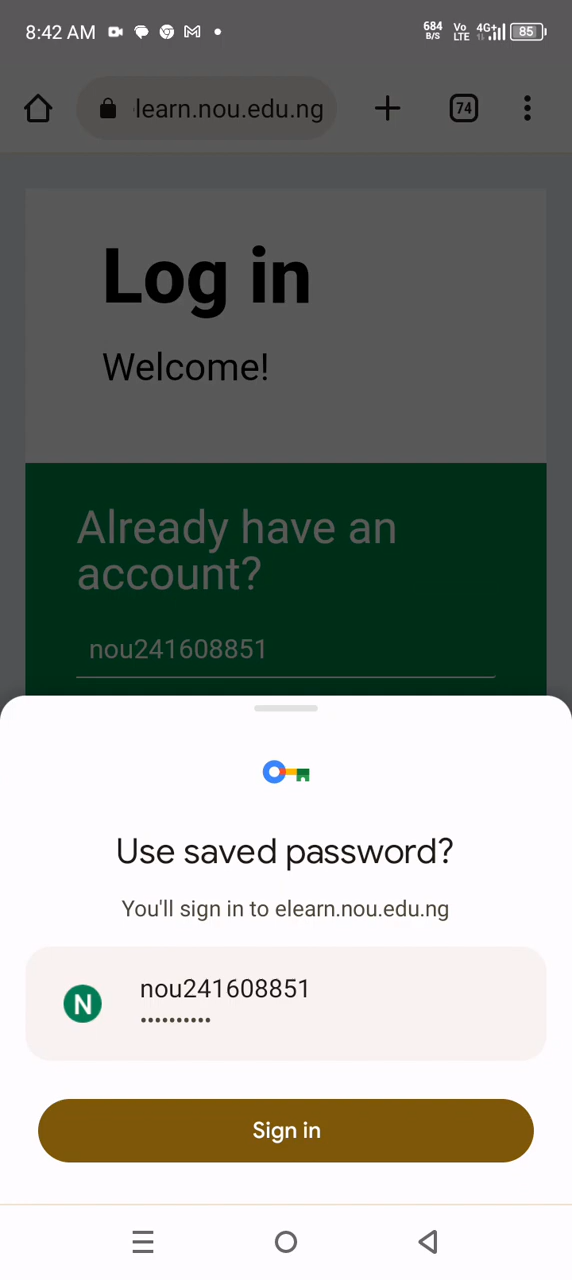 8:42 AM
684 B/S Vo LTE 4G+ 85
learn.nou.edu.ng
74
Log in
Welcome!
Already have an
account?
nou241608851
Use saved password?
You'll sign in to elearn.nou.edu.ng
N
nou241608851
••••••••••
Sign in